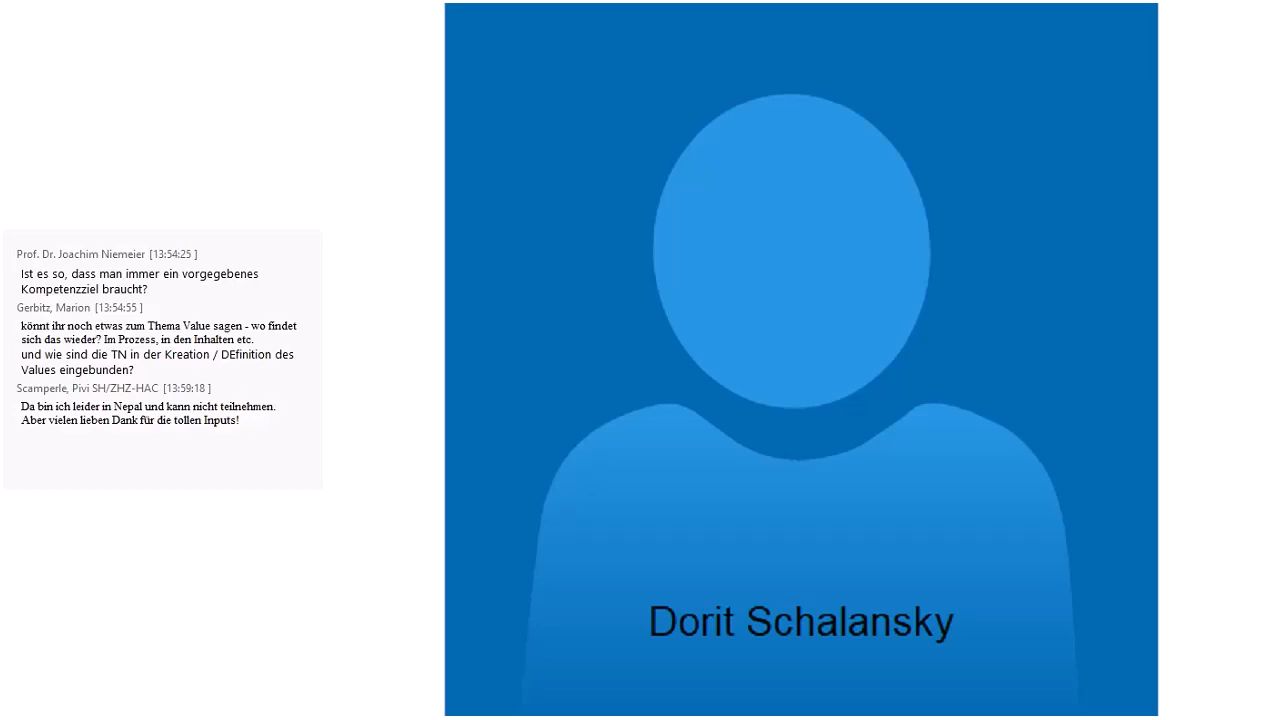 Prof. Dr. Joachim Niemeier [13:54:25 ]
Ist es so, dass man immer ein vorgegebenes
Kompetenzziel braucht?
Gerbitz, Marion [13:54:55 ]
könnt ihr noch etwas zum Thema Value sagen - wo findet
sich das wieder? Im Prozess, in den Inhalten etc.
und wie sind die TN in der Kreation / DEfinition des
Values eingebunden?
Scamperle, Pivi SH/ZHZ-HAC [13:59:18 ]
Da bin ich leider in Nepal und kann nicht teilnehmen.
Aber vielen lieben Dank für die tollen Inputs!
Dorit Schalansky